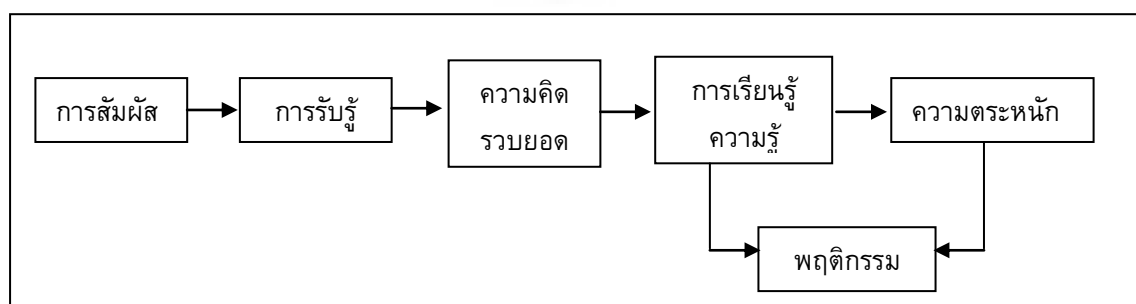 การสัมผัส
การรับรู้
ความคิด
รวบยอด
การเรียนรู้
ความรู้
ความตระหนัก
พฤติกรรม